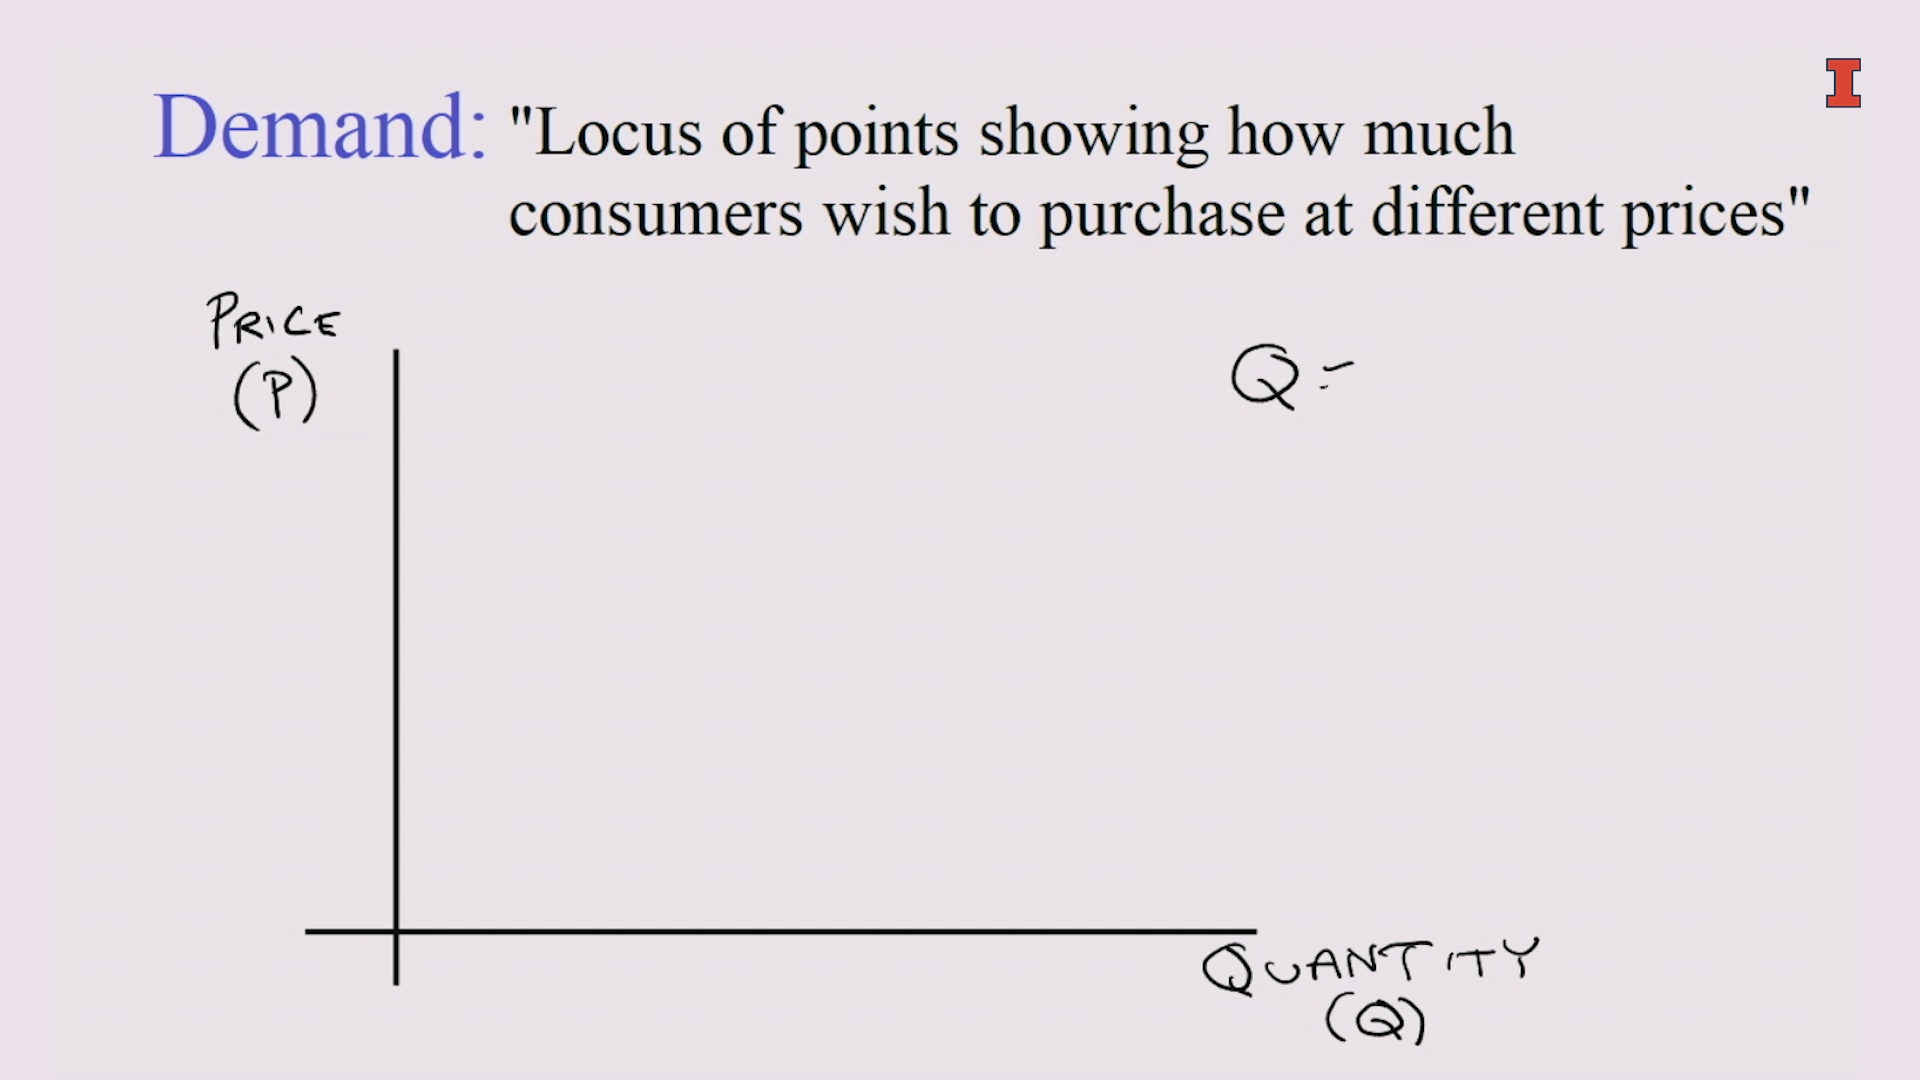 Demand: "Locus of points showing how much
consumers wish to purchase at different prices"
PRICE
(P)
Q =
QUANTITY
(Q)
I